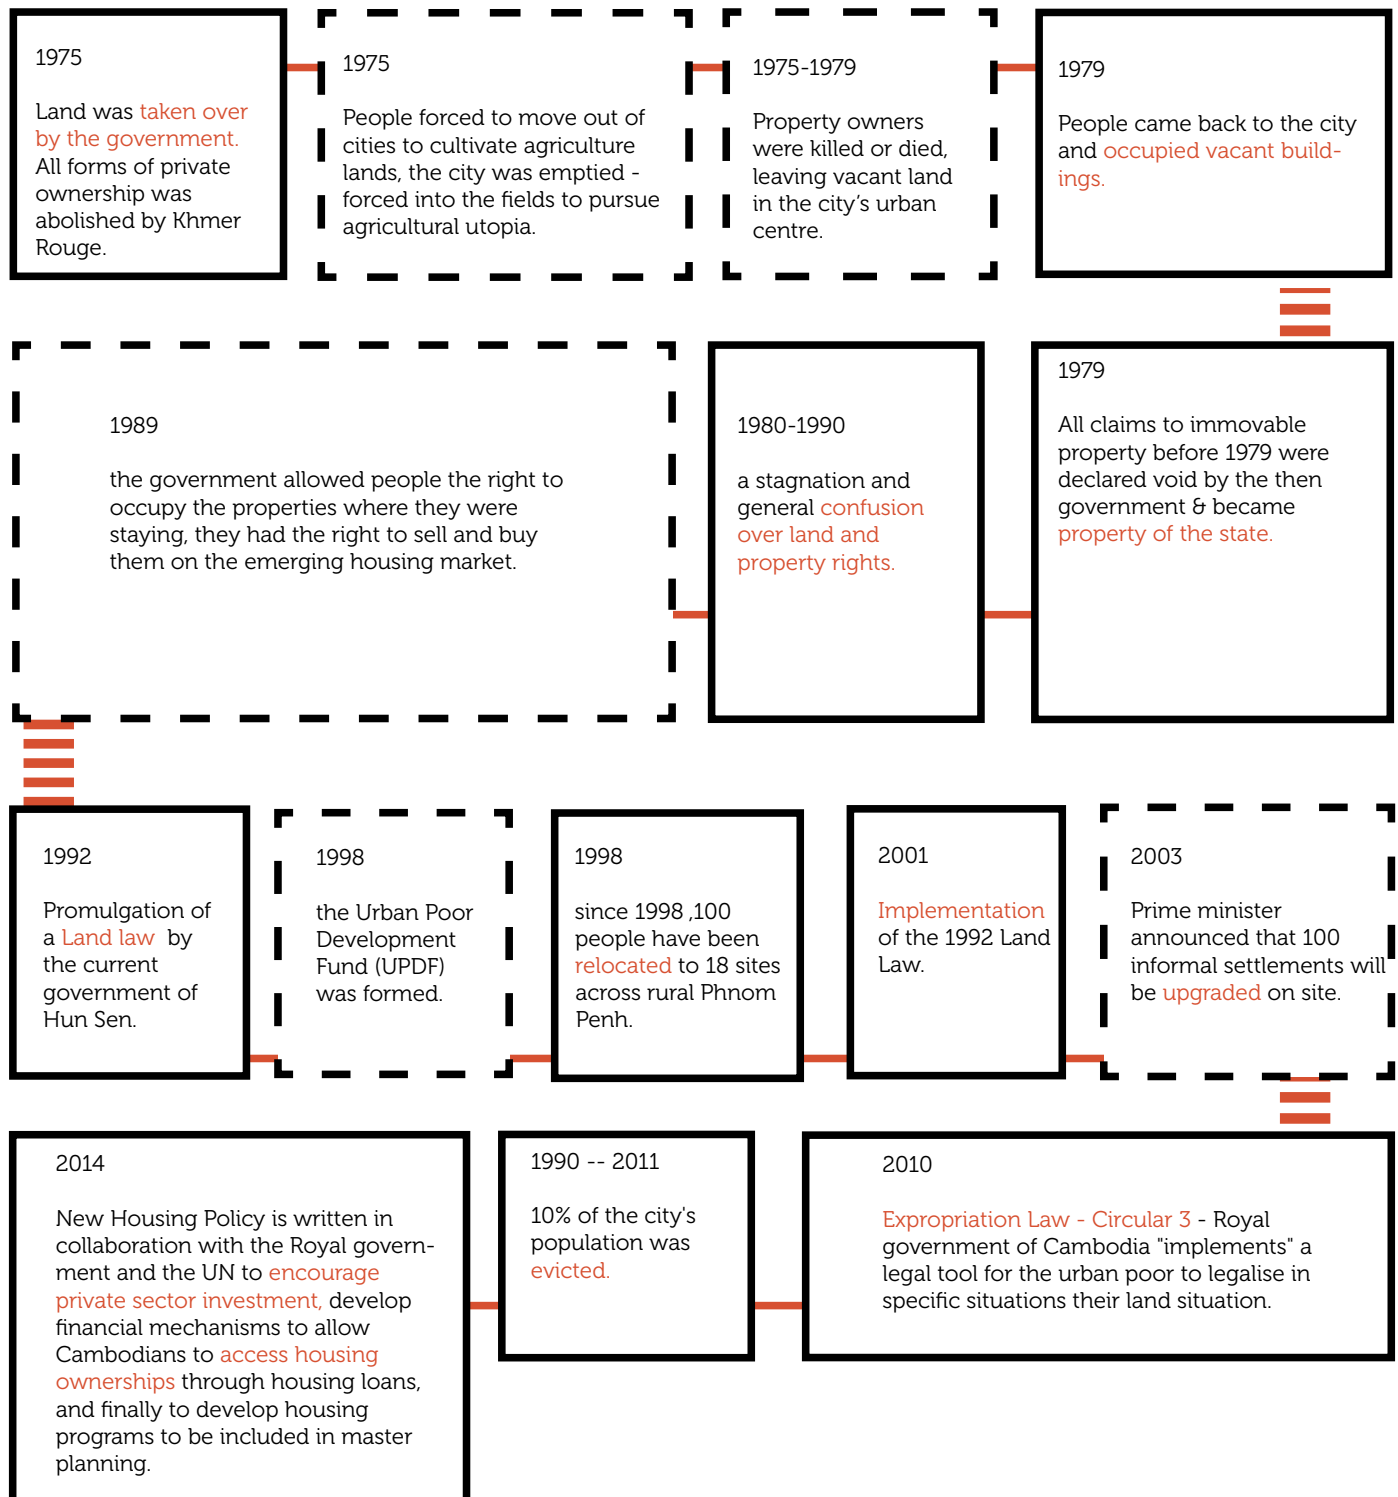 1975
Land was taken over
by the government.
All forms of private
ownership was
abolished by Khmer
Rouge.
1975
People forced to move out of
cities to cultivate agriculture
lands, the city was emptied -
forced into the fields to pursue
agricultural utopia.
1975-1979
Property owners
were killed or died,
leaving vacant land
in the city’s urban
centre.
1979
People came back to the city
and occupied vacant build-
ings.
1979
All claims to immovable
property before 1979 were
declared void by the then
government & became
property of the state.
1980-1990
a stagnation and
general confusion
over land and
property rights.
1989
the government allowed people the right to
occupy the properties where they were
staying, they had the right to sell and buy
them on the emerging housing market.
1992
Promulgation of
a Land law by
the current
government of
Hun Sen.
1998
the Urban Poor
Development
Fund (UPDF)
was formed.
1998
since 1998 ,100
people have been
relocated to 18 sites
across rural Phnom
Penh.
2001
Implementation
of the 1992 Land
Law.
2003
Prime minister
announced that 100
informal settlements will
be upgraded on site.
2010
Expropriation Law - Circular 3 - Royal
government of Cambodia "implements" a
legal tool for the urban poor to legalise in
specific situations their land situation.
1990 -- 2011
10% of the city's
population was
evicted.
2014
New Housing Policy is written in
collaboration with the Royal govern-
ment and the UN to encourage
private sector investment, develop
financial mechanisms to allow
Cambodians to access housing
ownerships through housing loans,
and finally to develop housing
programs to be included in master
planning.